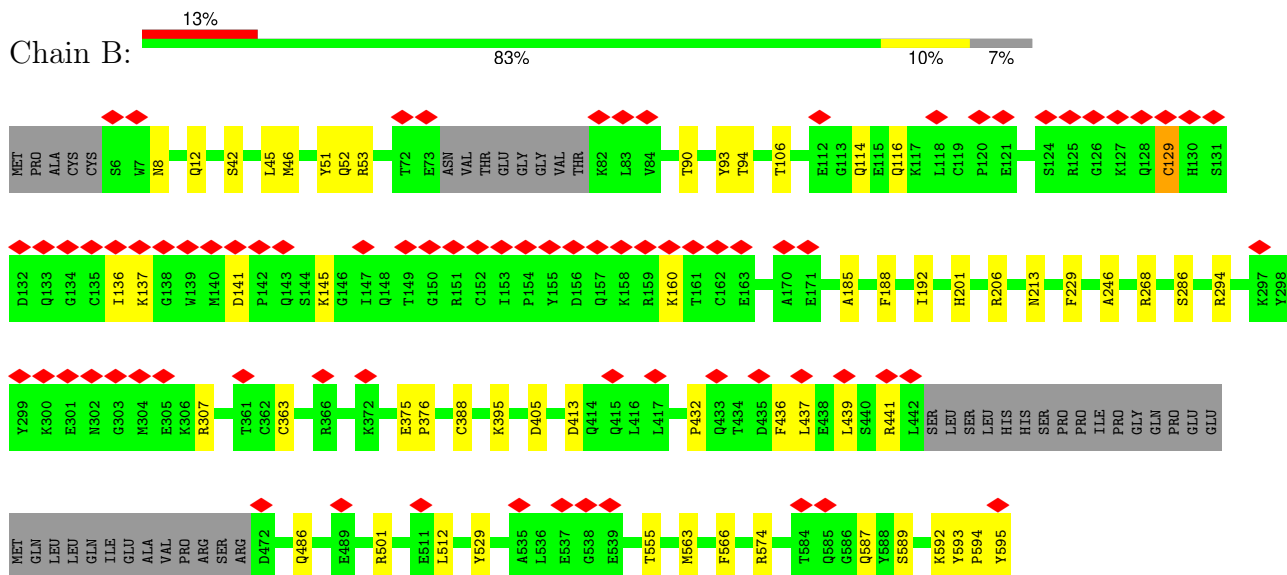 13%
Chain B:
83% 10% 7%
MET PRO ALA CYS CYS S6 W7 N8 Q12 S42 L45 M46 Y51 Q52 R53 T72 E73 ASN VAL THR GLU GLY GLY VAL THR K82 L83 V84 T90 Y93 T94 T106 E112 G113 Q114 E115 Q116 K117 L118 C119 P120 E121 S124 R125 G126 K127 Q128 C129 H130 S131
D132 Q133 G134 C135 I136 K137 G138 W139 M140 D141 P142 Q143 S144 K145 G146 I147 Q148 T149 G150 R151 C152 I153 P154 Y155 D156 Q157 K158 R159 K160 T161 C162 E163 A170 E171 A185 F188 I192 H201 R206 N213 F229 A246 R268 S286 R294 K297 Y298
Y299 K300 E301 N302 G303 M304 E305 K306 R307 T361 C362 C363 R366 K372 E375 P376 C388 K395 D405 D413 Q414 Q415 L416 L417 P432 Q433 T434 D435 F436 L437 E438 L439 S440 R441 L442 SER LEU SER LEU HIS HIS SER PRO PRO ILE PRO GLY GLN PRO GLU GLU
MET GLN LEU LEU GLN ILE GLU ALA VAL PRO ARG SER ARG D472 Q486 E489 R501 E511 L512 Y529 A535 L536 E537 G538 E539 T555 M563 F566 R574 T584 Q585 G586 Q587 Y588 S589 K592 Y593 P594 Y595